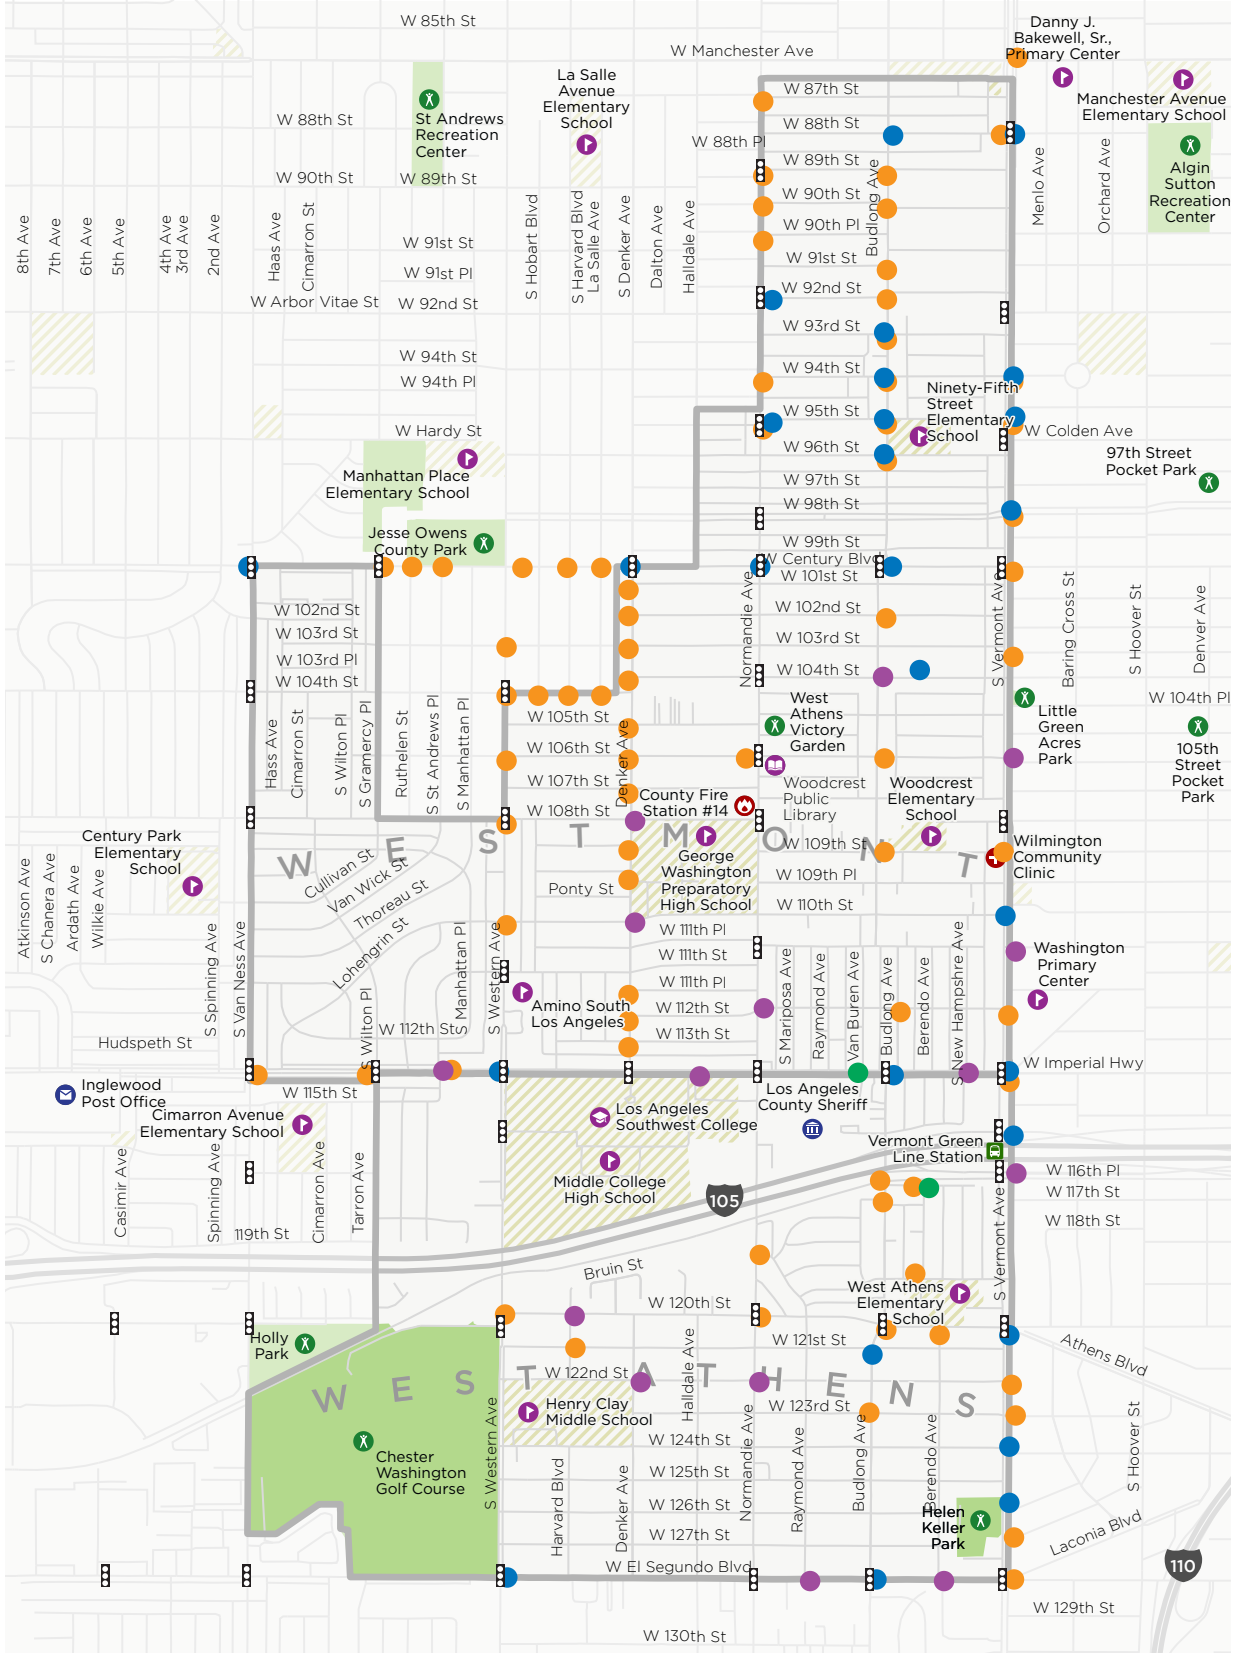 W 85th St
W Manchester Ave
Danny J.
Bakewell, Sr.,
Primary Center
La Salle
Avenue
Elementary
School
W 87th St
Manchester Avenue
Elementary School
St Andrews
Recreation
Center
W 88th St
W 88th St
W 88th Pl
W 89th St
Algin
Sutton
Recreation
Center
W 90th St
W 89th St
W 90th St
W 90th Pl
Budlong Ave
Menlo Ave
Orchard Ave
8th Ave
7th Ave
6th Ave
5th Ave
4th Ave
3rd Ave
2nd Ave
Haas Ave
Cimarron St
W 91st St
W 91st Pl
W Arbor Vitae St
W 92nd St
S Hobart Blvd
S Harvard Blvd
La Salle Ave
S Denker Ave
Dalton Ave
Halldale Ave
W 91st St
W 92nd St
W 93rd St
W 94th St
W 94th Pl
W 94th St
Ninety-Fifth
Street
Elementary
School
W 95th St
W Hardy St
W Colden Ave
W 96th St
97th Street
Pocket Park
Manhattan Place
Elementary School
W 97th St
W 98th St
Jesse Owens
County Park
W 99th St
W Century Blvd
W 101st St
W 102nd St
W 103rd St
W 103rd Pl
W 104th St
W 102nd St
W 103rd St
W 104th St
Normandie Ave
S Vermont Ave
Baring Cross St
S Hoover St
Denver Ave
W 104th Pl
Hass Ave
Cimarron St
S Wilton Pl
S Gramercy Pl
Ruthelen St
S St Andrews Pl
S Manhattan Pl
W 105th St
W 106th St
W 107th St
W 108th St
Denker Ave
West
Athens
Victory
Garden
Little
Green
Acres
Park
105th
Street
Pocket
Park
Woodcrest
Public
Library
Woodcrest
Elementary
School
County Fire
Station #14
Century Park
Elementary
School
WESTMONT
W 109th St
George
Washington
Preparatory
High School
Wilmington
Community
Clinic
Cullivan St
Van Wick St
Thoreau St
Lohengrin St
Ponty St
W 109th Pl
W 110th St
Atkinson Ave
S Chanera Ave
Ardath Ave
Wilkie Ave
S Spinning Ave
S Van Ness Ave
S Wilton Pl
S Manhattan Pl
S Western Ave
W 111th Pl
W 111th St
W 111th Pl
W 112th St
W 113th St
S Mariposa Ave
Raymond Ave
Van Buren Ave
Budlong Ave
Berendo Ave
S New Hampshire Ave
Washington
Primary
Center
Amino South
Los Angeles
W 112th St
Hudspeth St
W Imperial Hwy
Inglewood
Post Office
W 115th St
Los Angeles
County Sheriff
Cimarron Avenue
Elementary School
Los Angeles
Southwest College
Vermont Green
Line Station
Casimir Ave
Spinning Ave
Cimarron Ave
Tarron Ave
119th St
Middle College
High School
105
W 116th Pl
W 117th St
W 118th St
S Vermont Ave
Bruin St
W 120th St
West Athens
Elementary
School
Holly
Park
W 121st St
Athens Blvd
WEST ATHENS
W 122nd St
Halldale Ave
Henry Clay
Middle School
W 123rd St
W 124th St
Chester
Washington
Golf Course
S Western Ave
Harvard Blvd
Denker Ave
Normandie Ave
Raymond Ave
Budlong Ave
Berendo Ave
S Hoover St
W 125th St
W 126th St
W 127th St
Helen
Keller
Park
Laconia Blvd
W El Segundo Blvd
110
W 129th St
W 130th St